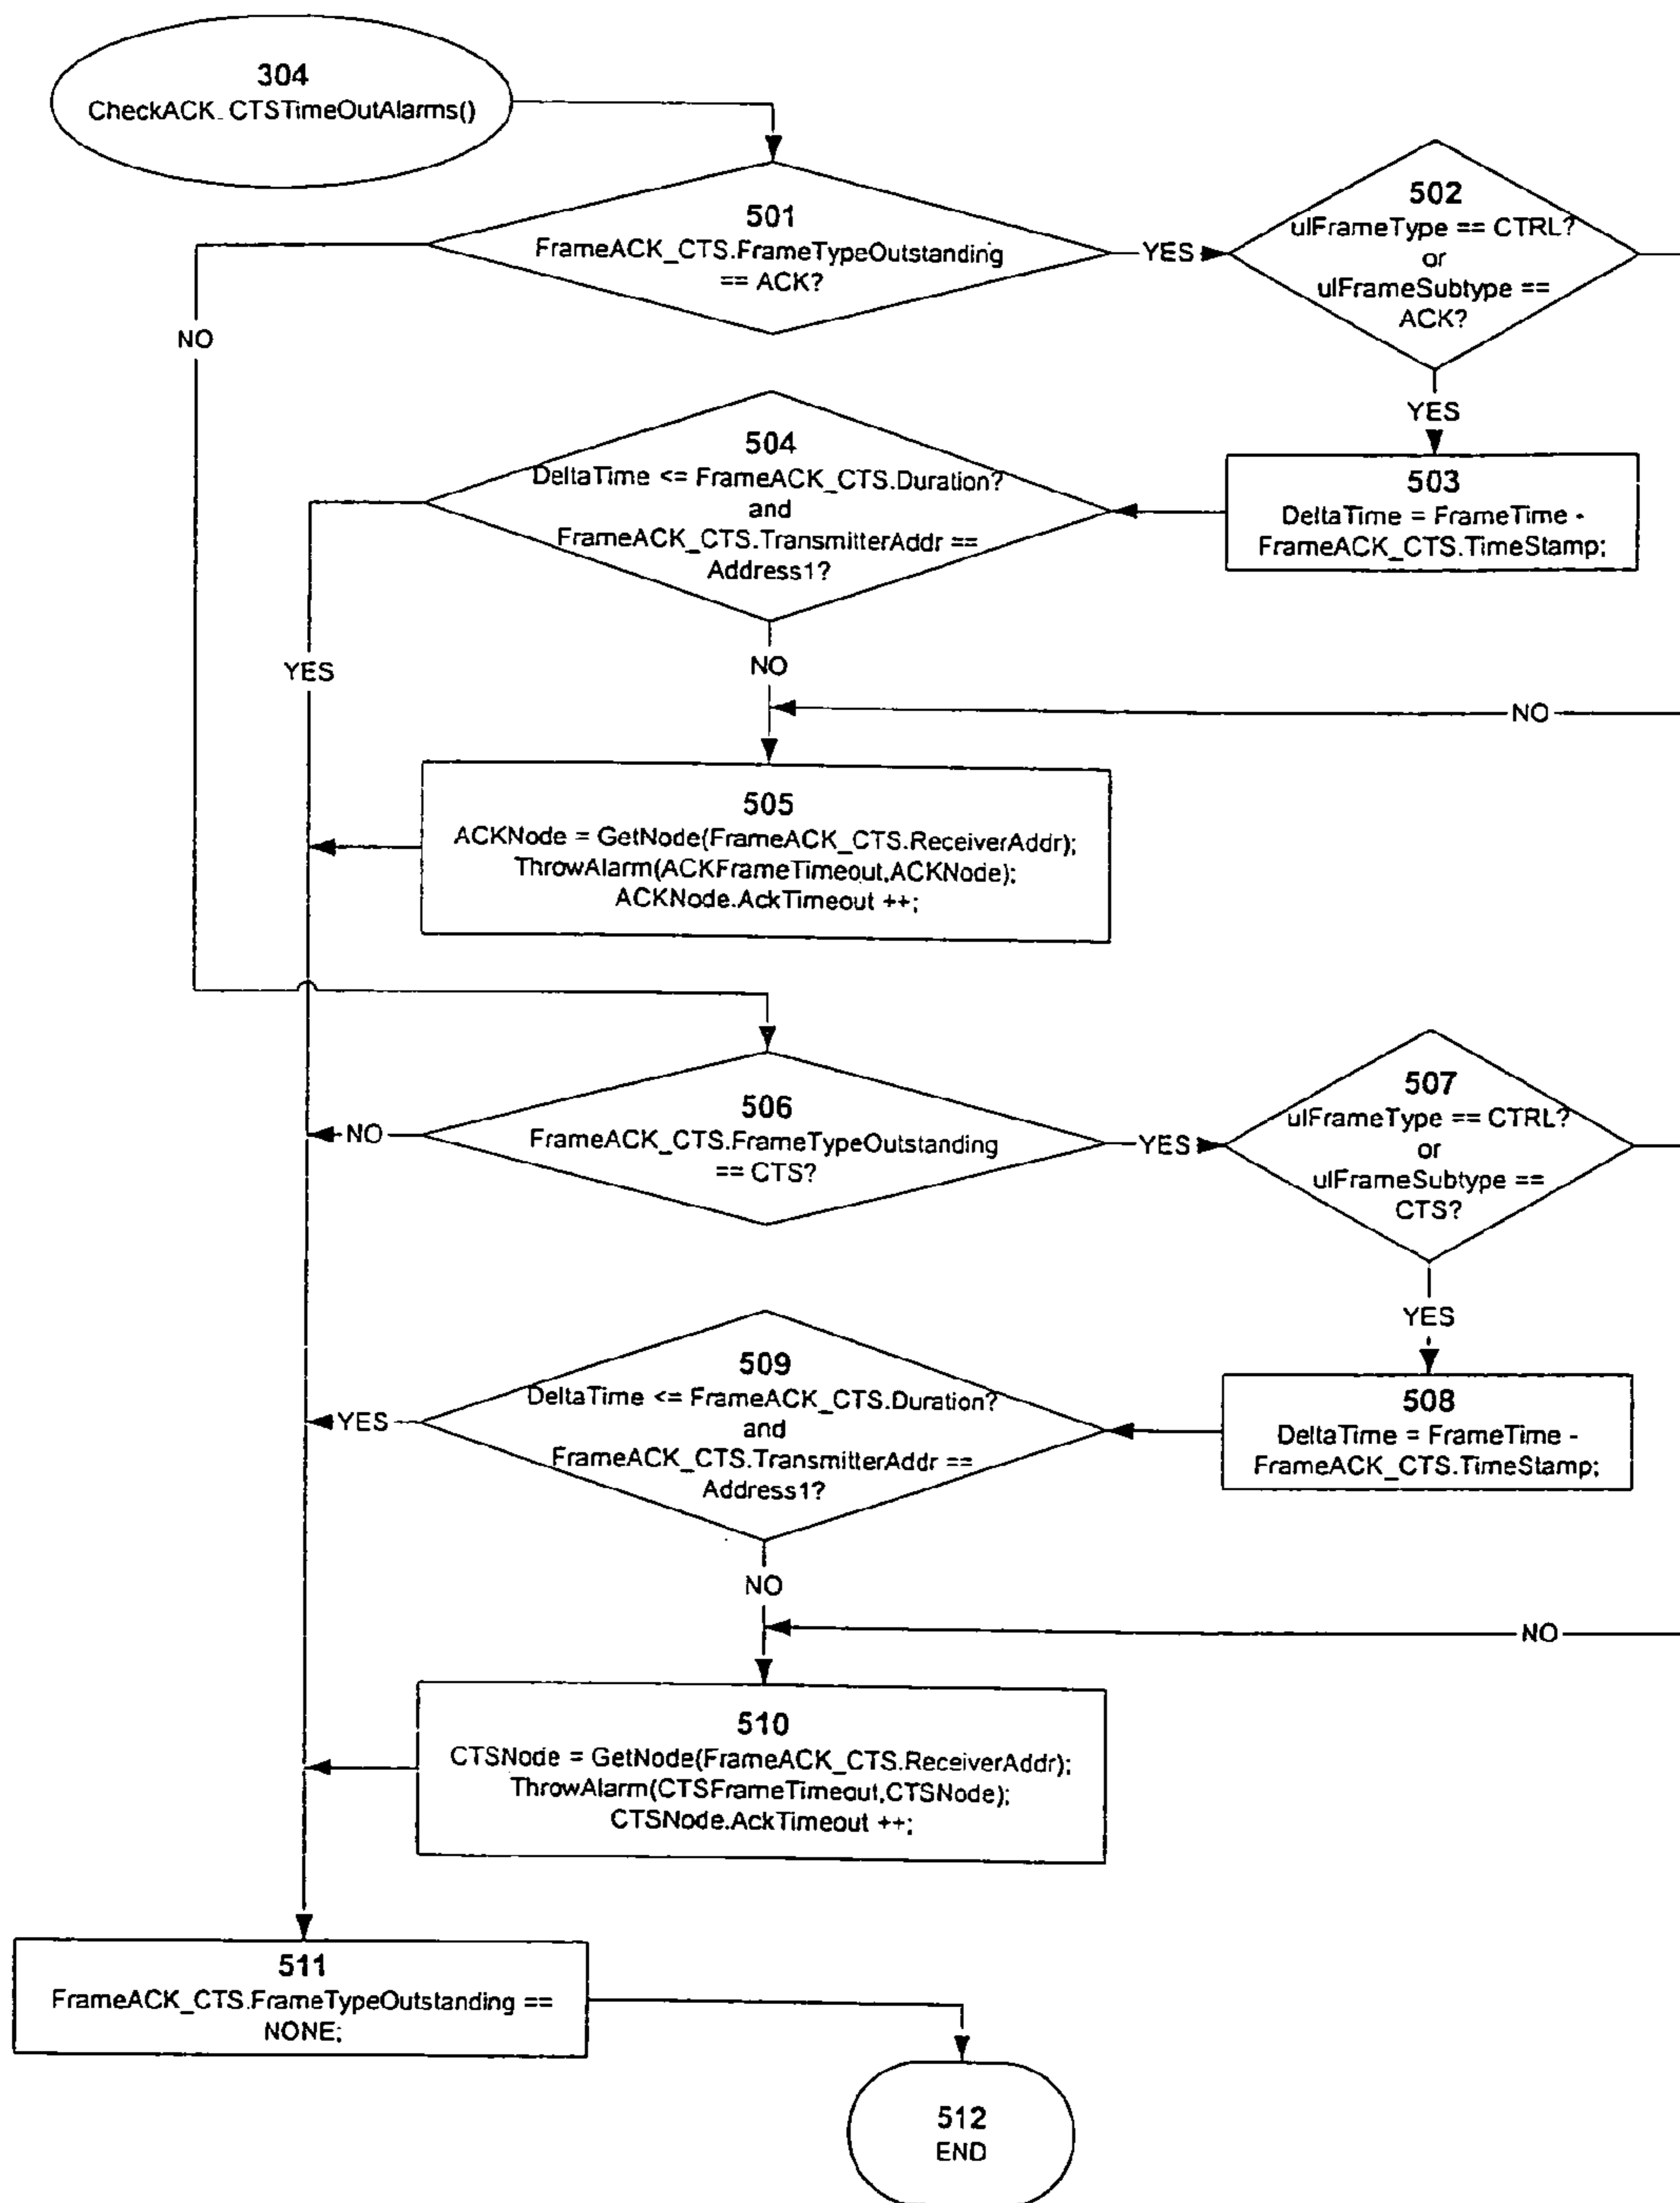 304
CheckACK_CTSTimeOutAlarms()
501
FrameACK_CTS.FrameTypeOutstanding
== ACK?
YES
502
ulFrameType == CTRL?
or
ulFrameSubtype ==
ACK?
NO
YES
504
DeltaTime <= FrameACK_CTS.Duration?
and
FrameACK_CTS.TransmitterAddr ==
Address1?
503
DeltaTime = FrameTime -
FrameACK_CTS.TimeStamp;
YES
NO
NO
505
ACKNode = GetNode(FrameACK_CTS.ReceiverAddr);
ThrowAlarm(ACKFrameTimeout,ACKNode);
ACKNode.AckTimeout ++;
506
FrameACK_CTS.FrameTypeOutstanding
== CTS?
NO
YES
507
ulFrameType == CTRL?
or
ulFrameSubtype ==
CTS?
YES
509
DeltaTime <= FrameACK_CTS.Duration?
and
FrameACK_CTS.TransmitterAddr ==
Address1?
YES
508
DeltaTime = FrameTime -
FrameACK_CTS.TimeStamp;
NO
NO
510
CTSNode = GetNode(FrameACK_CTS.ReceiverAddr);
ThrowAlarm(CTSFrameTimeout,CTSNode);
CTSNode.AckTimeout ++;
511
FrameACK_CTS.FrameTypeOutstanding ==
NONE;
512
END